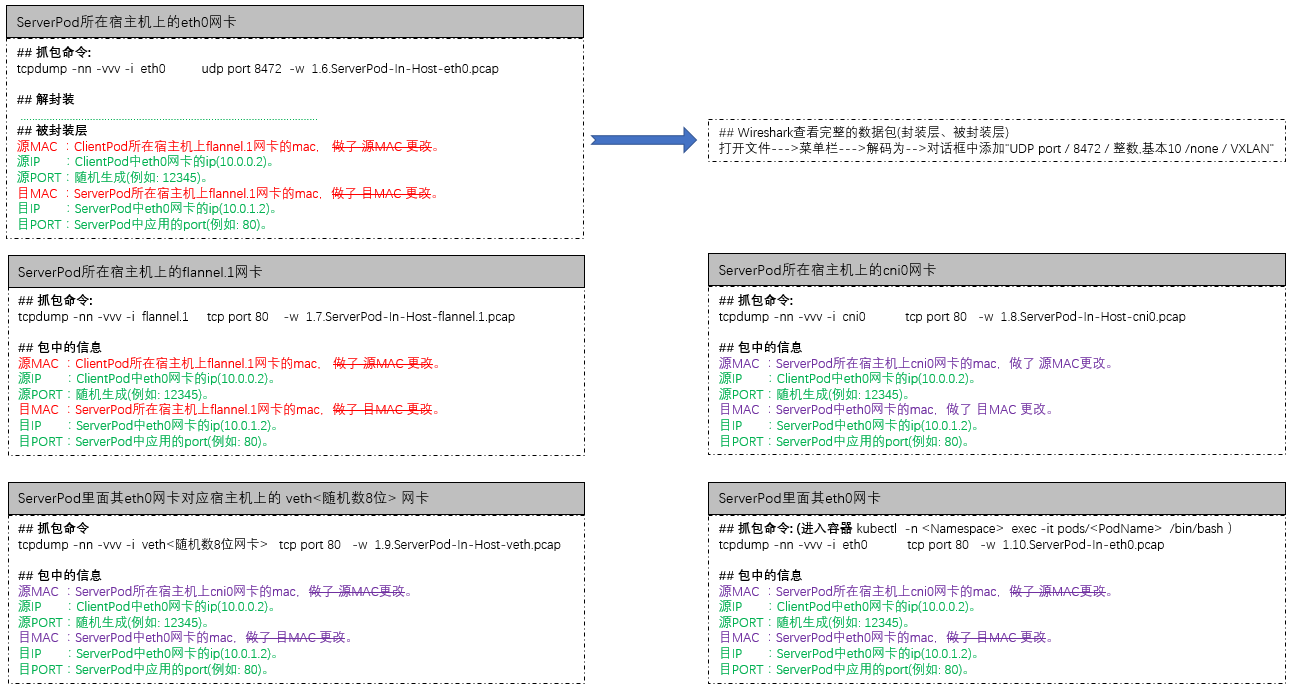 ServerPod所在宿主机上的eth0网卡
## 抓包命令:
tcpdump -nn -vvv -i eth0 udp port 8472 -w 1.6.ServerPod-In-Host-eth0.pcap
## 解封装
........................................................................................................
## 被封装层
源MAC ：ClientPod所在宿主机上flannel.1网卡的mac，做了 源MAC 更改。
源IP ：ClientPod中eth0网卡的ip(10.0.0.2)。
源PORT：随机生成(例如: 12345)。
目MAC ：ServerPod所在宿主机上flannel.1网卡的mac，做了 目MAC 更改。
目IP ：ServerPod中eth0网卡的ip(10.0.1.2)。
目PORT：ServerPod中应用的port(例如: 80)。
## Wireshark查看完整的数据包(封装层、被封装层)
打开文件--->菜单栏--->解码为-->对话框中添加"UDP port / 8472 / 整数,基本10 /none / VXLAN"
ServerPod所在宿主机上的flannel.1网卡
## 抓包命令:
tcpdump -nn -vvv -i flannel.1 tcp port 80 -w 1.7.ServerPod-In-Host-flannel.1.pcap
## 包中的信息
源MAC ：ClientPod所在宿主机上flannel.1网卡的mac，做了 源MAC 更改。
源IP ：ClientPod中eth0网卡的ip(10.0.0.2)。
源PORT：随机生成(例如: 12345)。
目MAC ：ServerPod所在宿主机上flannel.1网卡的mac，做了 目MAC 更改。
目IP ：ServerPod中eth0网卡的ip(10.0.1.2)。
目PORT：ServerPod中应用的port(例如: 80)。
ServerPod所在宿主机上的cni0网卡
## 抓包命令:
tcpdump -nn -vvv -i cni0 tcp port 80 -w 1.8.ServerPod-In-Host-cni0.pcap
## 包中的信息
源MAC ：ServerPod所在宿主机上cni0网卡的mac，做了 源MAC更改。
源IP ：ClientPod中eth0网卡的ip(10.0.0.2)。
源PORT：随机生成(例如: 12345)。
目MAC ：ServerPod中eth0网卡的mac，做了 目MAC 更改。
目IP ：ServerPod中eth0网卡的ip(10.0.1.2)。
目PORT：ServerPod中应用的port(例如: 80)。
ServerPod里面其eth0网卡对应宿主机上的 veth<随机数8位> 网卡
## 抓包命令
tcpdump -nn -vvv -i veth<随机数8位网卡> tcp port 80 -w 1.9.ServerPod-In-Host-veth.pcap
## 包中的信息
源MAC ：ServerPod所在宿主机上cni0网卡的mac，做了 源MAC更改。
源IP ：ClientPod中eth0网卡的ip(10.0.0.2)。
源PORT：随机生成(例如: 12345)。
目MAC ：ServerPod中eth0网卡的mac，做了 目MAC 更改。
目IP ：ServerPod中eth0网卡的ip(10.0.1.2)。
目PORT：ServerPod中应用的port(例如: 80)。
ServerPod里面其eth0网卡
## 抓包命令: (进入容器 kubectl -n <Namespace> exec -it pods/<PodName> /bin/bash ）
tcpdump -nn -vvv -i eth0 tcp port 80 -w 1.10.ServerPod-In-eth0.pcap
## 包中的信息
源MAC ：ServerPod所在宿主机上cni0网卡的mac，做了 源MAC更改。
源IP ：ClientPod中eth0网卡的ip(10.0.0.2)。
源PORT：随机生成(例如: 12345)。
目MAC ：ServerPod中eth0网卡的mac，做了 目MAC 更改。
目IP ：ServerPod中eth0网卡的ip(10.0.1.2)。
目PORT：ServerPod中应用的port(例如: 80)。